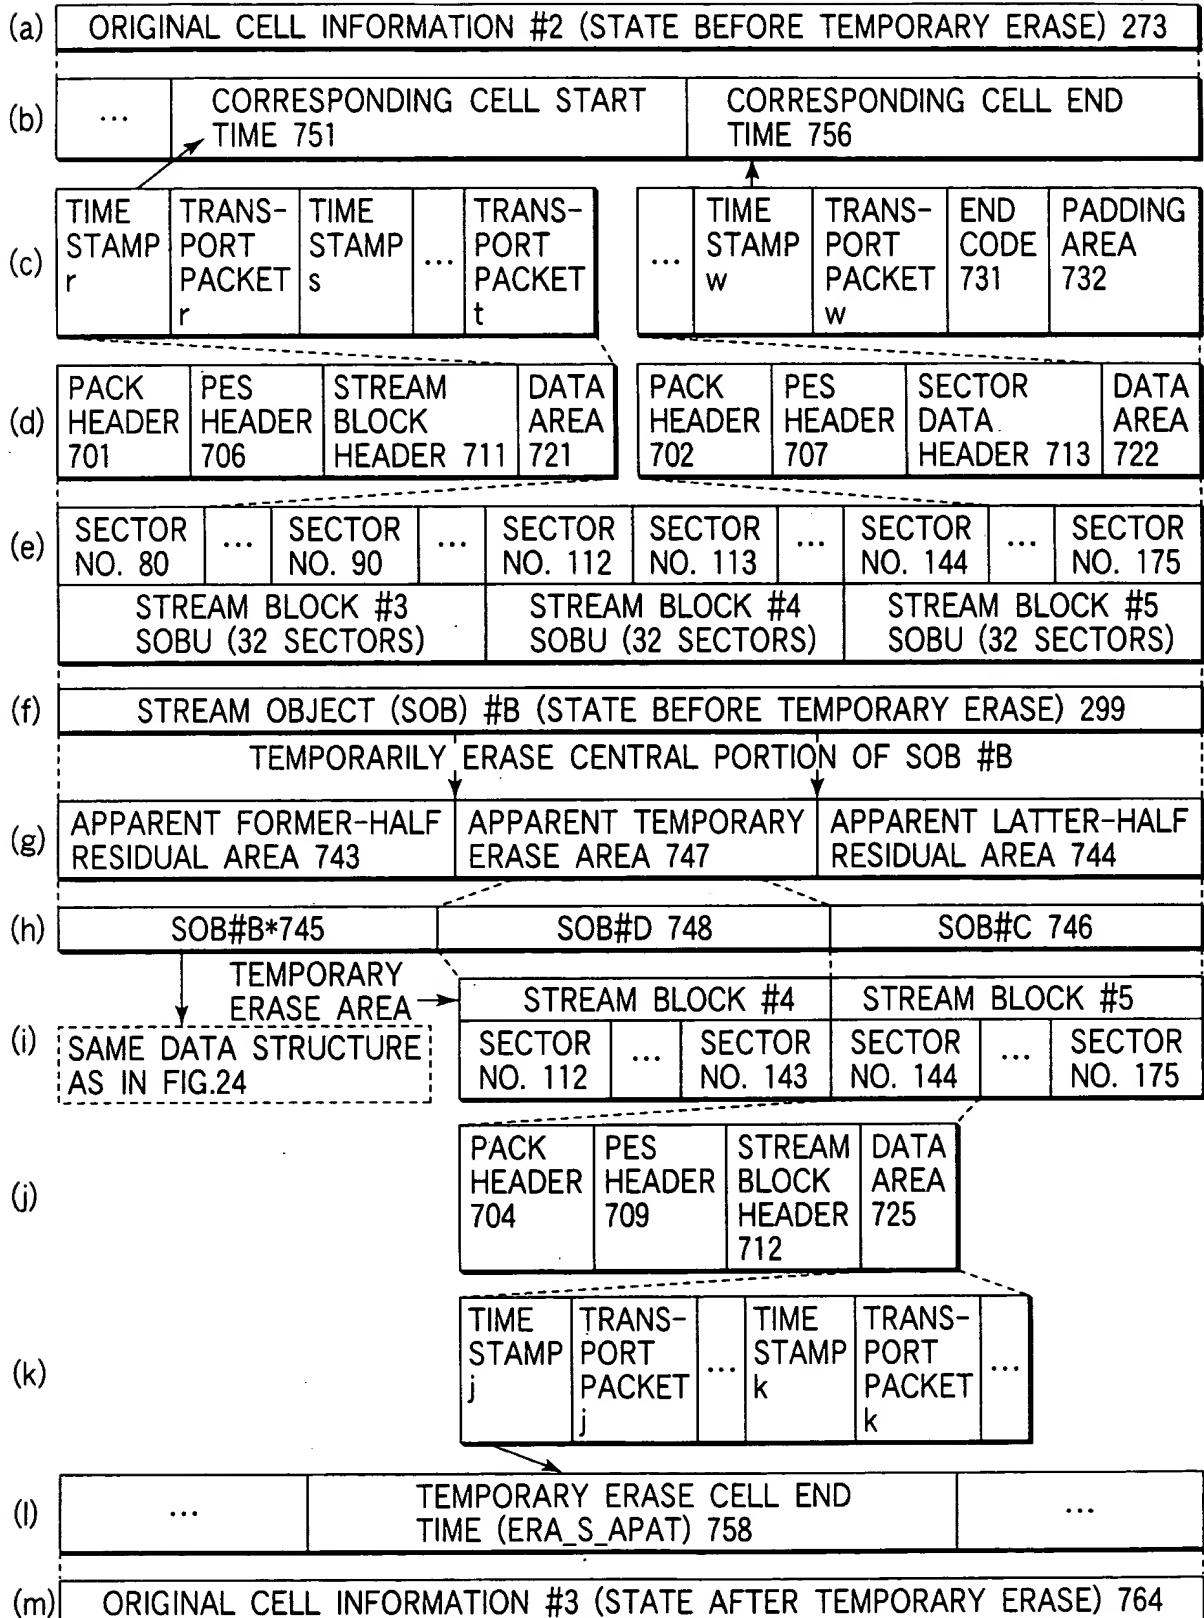 (a) ORIGINAL CELL INFORMATION #2 (STATE BEFORE TEMPORARY ERASE) 273
(b) ... CORRESPONDING CELL START TIME 751 CORRESPONDING CELL END TIME 756
(c) TIME STAMP r TRANS-PORT PACKET r TIME STAMP s ... TRANS-PORT PACKET t ... TIME STAMP w TRANS-PORT PACKET w END CODE 731 PADDING AREA 732
(d) PACK HEADER 701 PES HEADER 706 STREAM BLOCK HEADER 711 DATA AREA 721 PACK HEADER 702 PES HEADER 707 SECTOR DATA HEADER 713 DATA AREA 722
(e) SECTOR NO. 80 ... SECTOR NO. 90 ... SECTOR NO. 112 SECTOR NO. 113 ... SECTOR NO. 144 ... SECTOR NO. 175
STREAM BLOCK #3 SOBU (32 SECTORS) STREAM BLOCK #4 SOBU (32 SECTORS) STREAM BLOCK #5 SOBU (32 SECTORS)
(f) STREAM OBJECT (SOB) #B (STATE BEFORE TEMPORARY ERASE) 299
TEMPORARILY ERASE CENTRAL PORTION OF SOB #B
(g) APPARENT FORMER-HALF RESIDUAL AREA 743 APPARENT TEMPORARY ERASE AREA 747 APPARENT LATTER-HALF RESIDUAL AREA 744
(h) SOB#B*745 SOB#D 748 SOB#C 746
TEMPORARY ERASE AREA
STREAM BLOCK #4 STREAM BLOCK #5
(i) SAME DATA STRUCTURE AS IN FIG.24 SECTOR NO. 112 ... SECTOR NO. 143 SECTOR NO. 144 ... SECTOR NO. 175
(j) PACK HEADER 704 PES HEADER 709 STREAM BLOCK HEADER 712 DATA AREA 725
(k) TIME STAMP j TRANS-PORT PACKET j ... TIME STAMP k TRANS-PORT PACKET k ...
(l) ... TEMPORARY ERASE CELL END TIME (ERA_S_APAT) 758 ...
(m) ORIGINAL CELL INFORMATION #3 (STATE AFTER TEMPORARY ERASE) 764